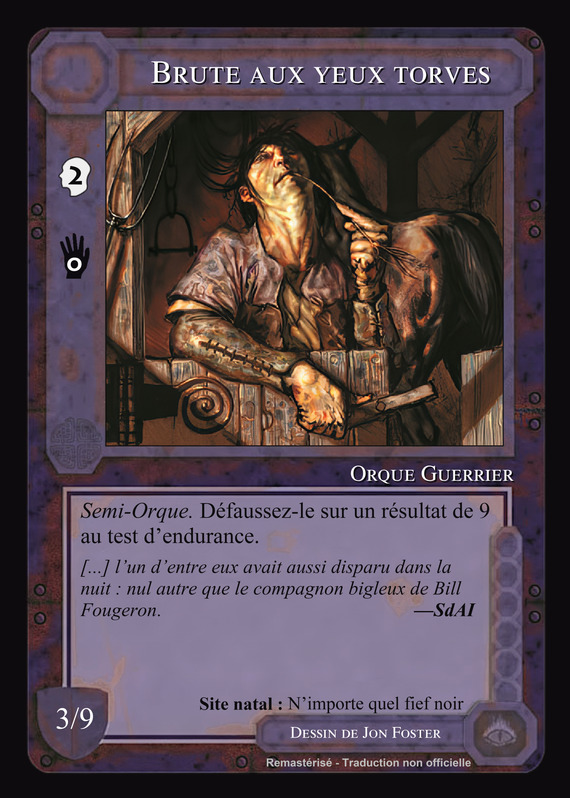 Brute aux yeux torves
2
0
Orque Guerrier
Semi-Orque. Défaussez-le sur un résultat de 9
au test d’endurance.
[...] l’un d’entre eux avait aussi disparu dans la
nuit : nul autre que le compagnon bigleux de Bill
Fougeron. —SdAI
Site natal : N’importe quel fief noir
3/9
Dessin de Jon Foster
Remastérisé - Traduction non officielle